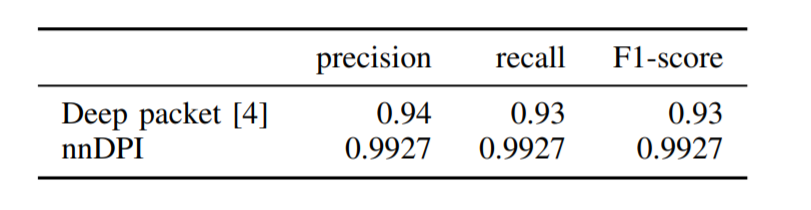 precision recall F1-score
Deep packet [4] 0.94 0.93 0.93
nnDPI 0.9927 0.9927 0.9927